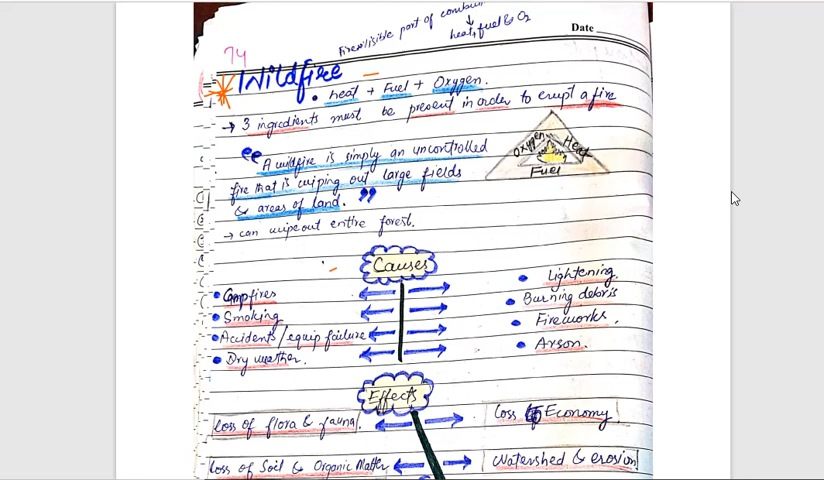 Fire visible part of combus
heat, fuel & O2
Date
74
Wildfire
• heat + Fuel + Oxygen.
→ 3 ingredients must be present in order to erupt a fire
Oxygen Heat
Fuel
“ A wildfire is simply an uncontrolled
fire that is wiping out large fields
& areas of land. ”
→ can wipeout entire forest.
Causes
• Campfires
• Smoking
• Accidents/equip failure
• Dry weather.
• Lightening
• Burning debris
• Fireworks.
• Arson.
Effects
loss of flora & fauna. Loss of Economy
loss of Soil & Organic Matter Watershed & erosion